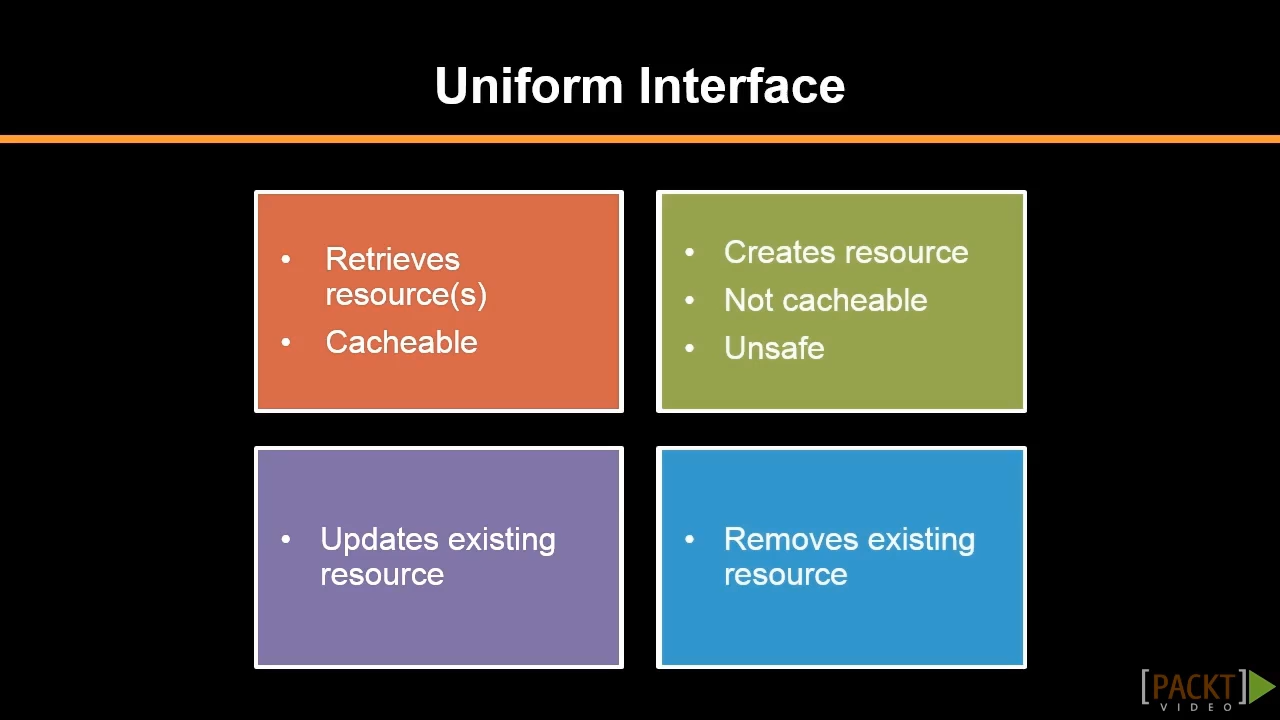 Uniform Interface
• Retrieves
resource(s)
• Cacheable
• Creates resource
• Not cacheable
• Unsafe
• Updates existing
resource
• Removes existing
resource
[PACKT]
VIDEO